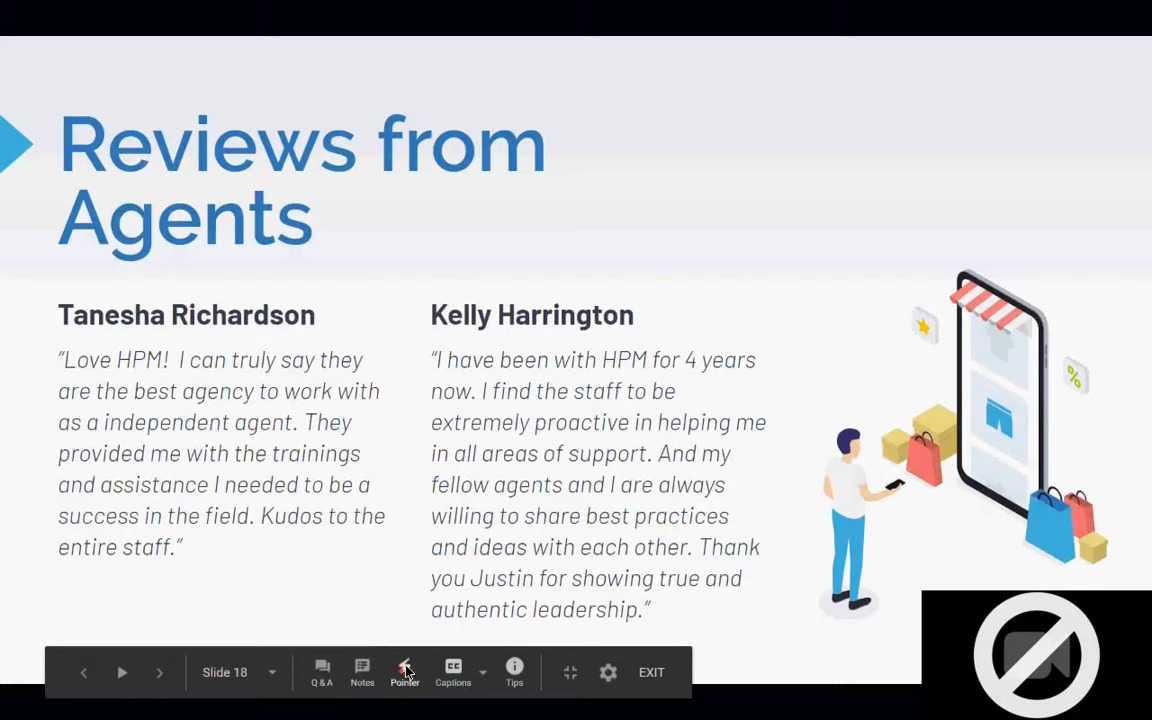 Reviews from
Agents
Tanesha Richardson
“Love HPM! I can truly say they
are the best agency to work with
as a independent agent. They
provided me with the trainings
and assistance I needed to be a
success in the field. Kudos to the
entire staff.”
Kelly Harrington
“I have been with HPM for 4 years
now. I find the staff to be
extremely proactive in helping me
in all areas of support. And my
fellow agents and I are always
willing to share best practices
and ideas with each other. Thank
you Justin for showing true and
authentic leadership.”
%
Slide 18
Q & A
Notes
Pointer
CC
Captions
Tips
EXIT